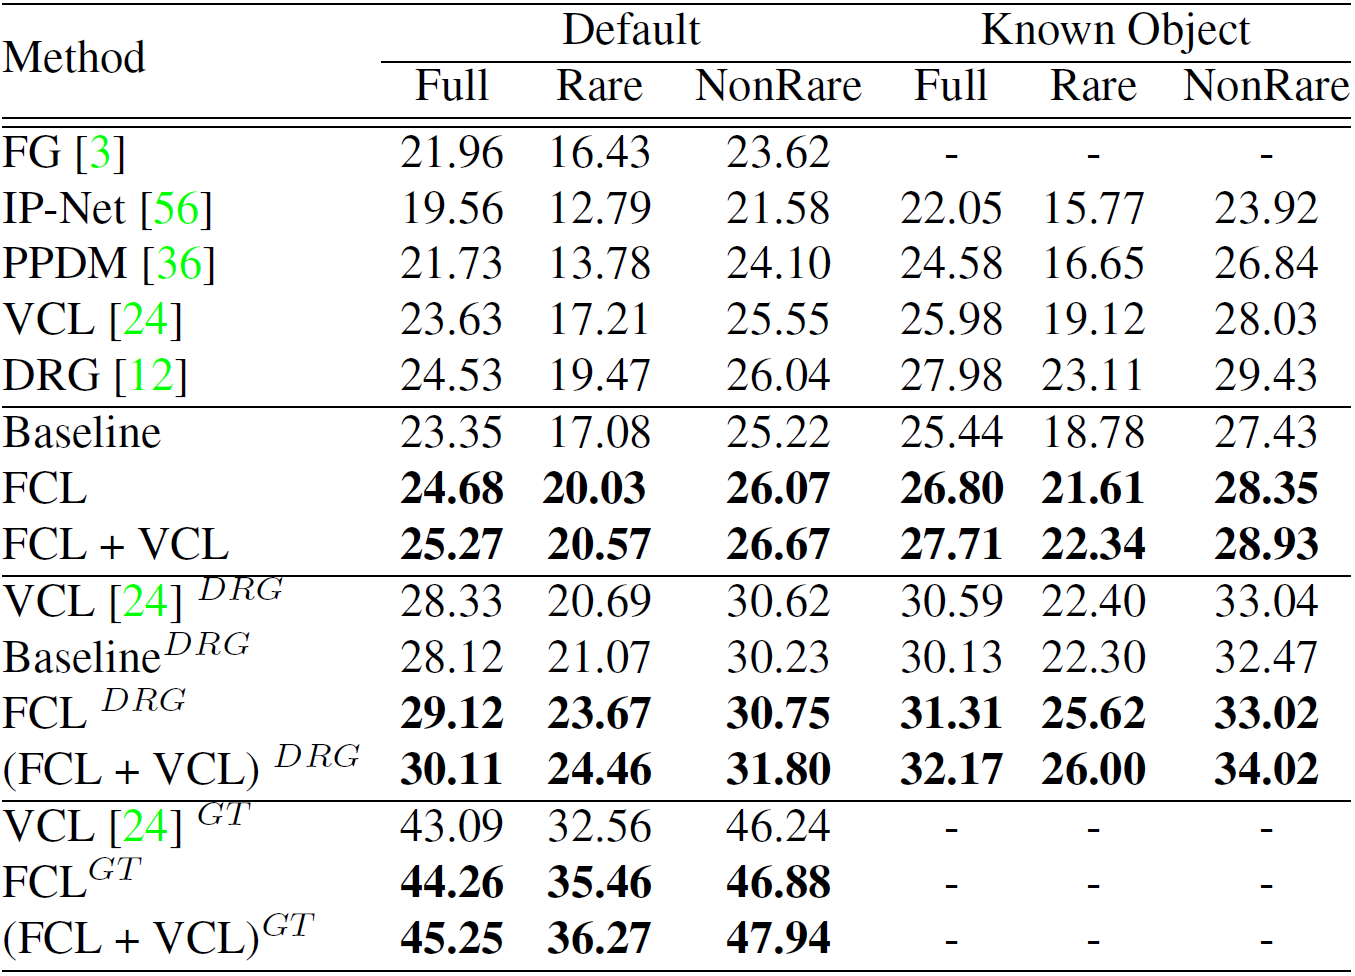 Method Default Known Object
Full Rare NonRare Full Rare NonRare
FG [3] 21.96 16.43 23.62 - - -
IP-Net [56] 19.56 12.79 21.58 22.05 15.77 23.92
PPDM [36] 21.73 13.78 24.10 24.58 16.65 26.84
VCL [24] 23.63 17.21 25.55 25.98 19.12 28.03
DRG [12] 24.53 19.47 26.04 27.98 23.11 29.43
Baseline 23.35 17.08 25.22 25.44 18.78 27.43
FCL 24.68 20.03 26.07 26.80 21.61 28.35
FCL + VCL 25.27 20.57 26.67 27.71 22.34 28.93
VCL [24] DRG 28.33 20.69 30.62 30.59 22.40 33.04
Baseline DRG 28.12 21.07 30.23 30.13 22.30 32.47
FCL DRG 29.12 23.67 30.75 31.31 25.62 33.02
(FCL + VCL) DRG 30.11 24.46 31.80 32.17 26.00 34.02
VCL [24] GT 43.09 32.56 46.24 - - -
FCL GT 44.26 35.46 46.88 - - -
(FCL + VCL) GT 45.25 36.27 47.94 - - -